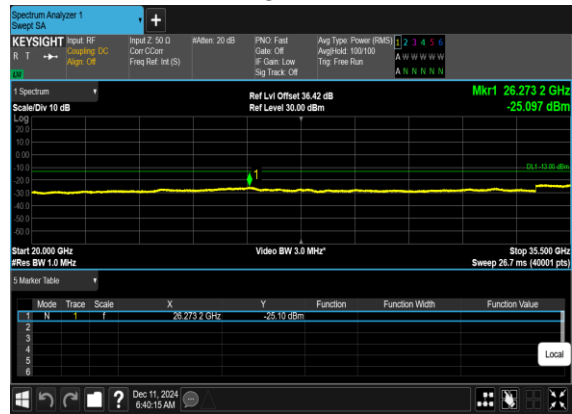 Spectrum Analyzer 1
Swept SA
+
KEYSIGHT Input: RF Input Z: 50 Ω #Atten: 20 dB PNO: Fast Avg Type: Power (RMS) 1 2 3 4 5 6
R T Coupling: DC Corr CCorr Gate: Off Avg|Hold: 100/100 A W W W W W
Align: Off Freq Ref: Int (S) IF Gain: Low Trig: Free Run
Sig Track: Off A N N N N N
1 Spectrum
Ref Lvl Offset 36.42 dB Mkr1 26.273 2 GHz
Scale/Div 10 dB Ref Level 30.00 dBm -25.097 dBm
Log
20.0
10.0
0.00
-10.0
DL1 -13.00 dBm
1
-20.0
-30.0
-40.0
-50.0
-60.0
Start 20.000 GHz Video BW 3.0 MHz* Stop 35.500 GHz
#Res BW 1.0 MHz Sweep 26.7 ms (40001 pts)
5 Marker Table
Mode Trace Scale X Y Function Function Width Function Value
1 N 1 f 26.273 2 GHz -25.10 dBm
2
3
4
5
6
Local
? Dec 11, 2024
6:40:15 AM